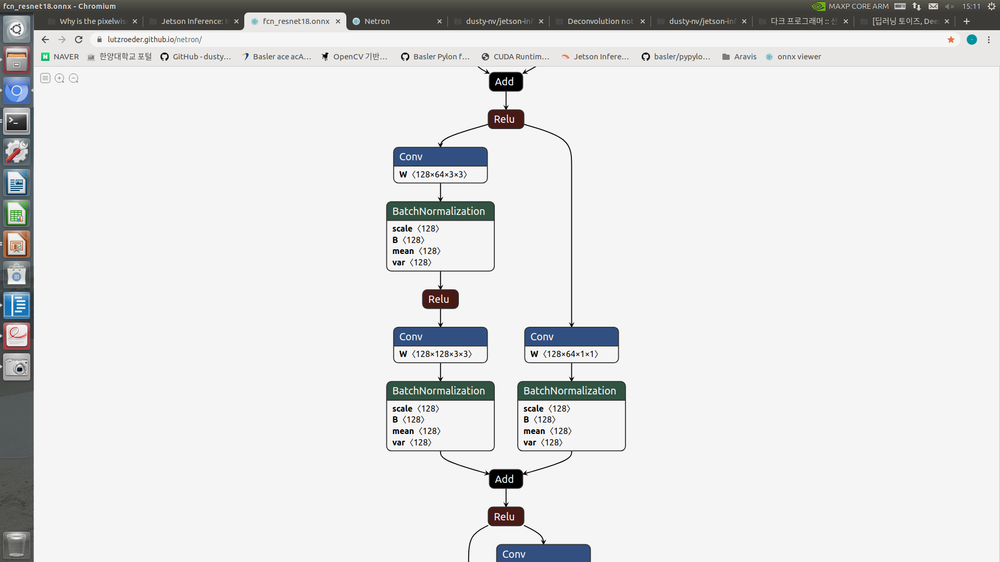 fcn_resnet18.onnx - Chromium
MAXP CORE ARM
15:11
Why is the pixelwis
Jetson Inference: I
fcn_resnet18.onnx
Netron
dusty-nv/jetson-inf
Deconvolution not
dusty-nv/jetson-inf
다크 프로그래머 :: 선
[딥러닝 토이즈, Dee
lutzroeder.github.io/netron/
NAVER
한양대학교 포털
GitHub - dusty...
Basler ace acA...
OpenCV 기반...
Basler Pylon f...
CUDA Runtim...
Jetson Infere...
basler/pypylo...
Aravis
onnx viewer
Add
Relu
Conv
W 〈128×64×3×3〉
BatchNormalization
scale 〈128〉
B 〈128〉
mean 〈128〉
var 〈128〉
Relu
Conv
W 〈128×128×3×3〉
Conv
W 〈128×64×1×1〉
BatchNormalization
scale 〈128〉
B 〈128〉
mean 〈128〉
var 〈128〉
BatchNormalization
scale 〈128〉
B 〈128〉
mean 〈128〉
var 〈128〉
Add
Relu
Conv